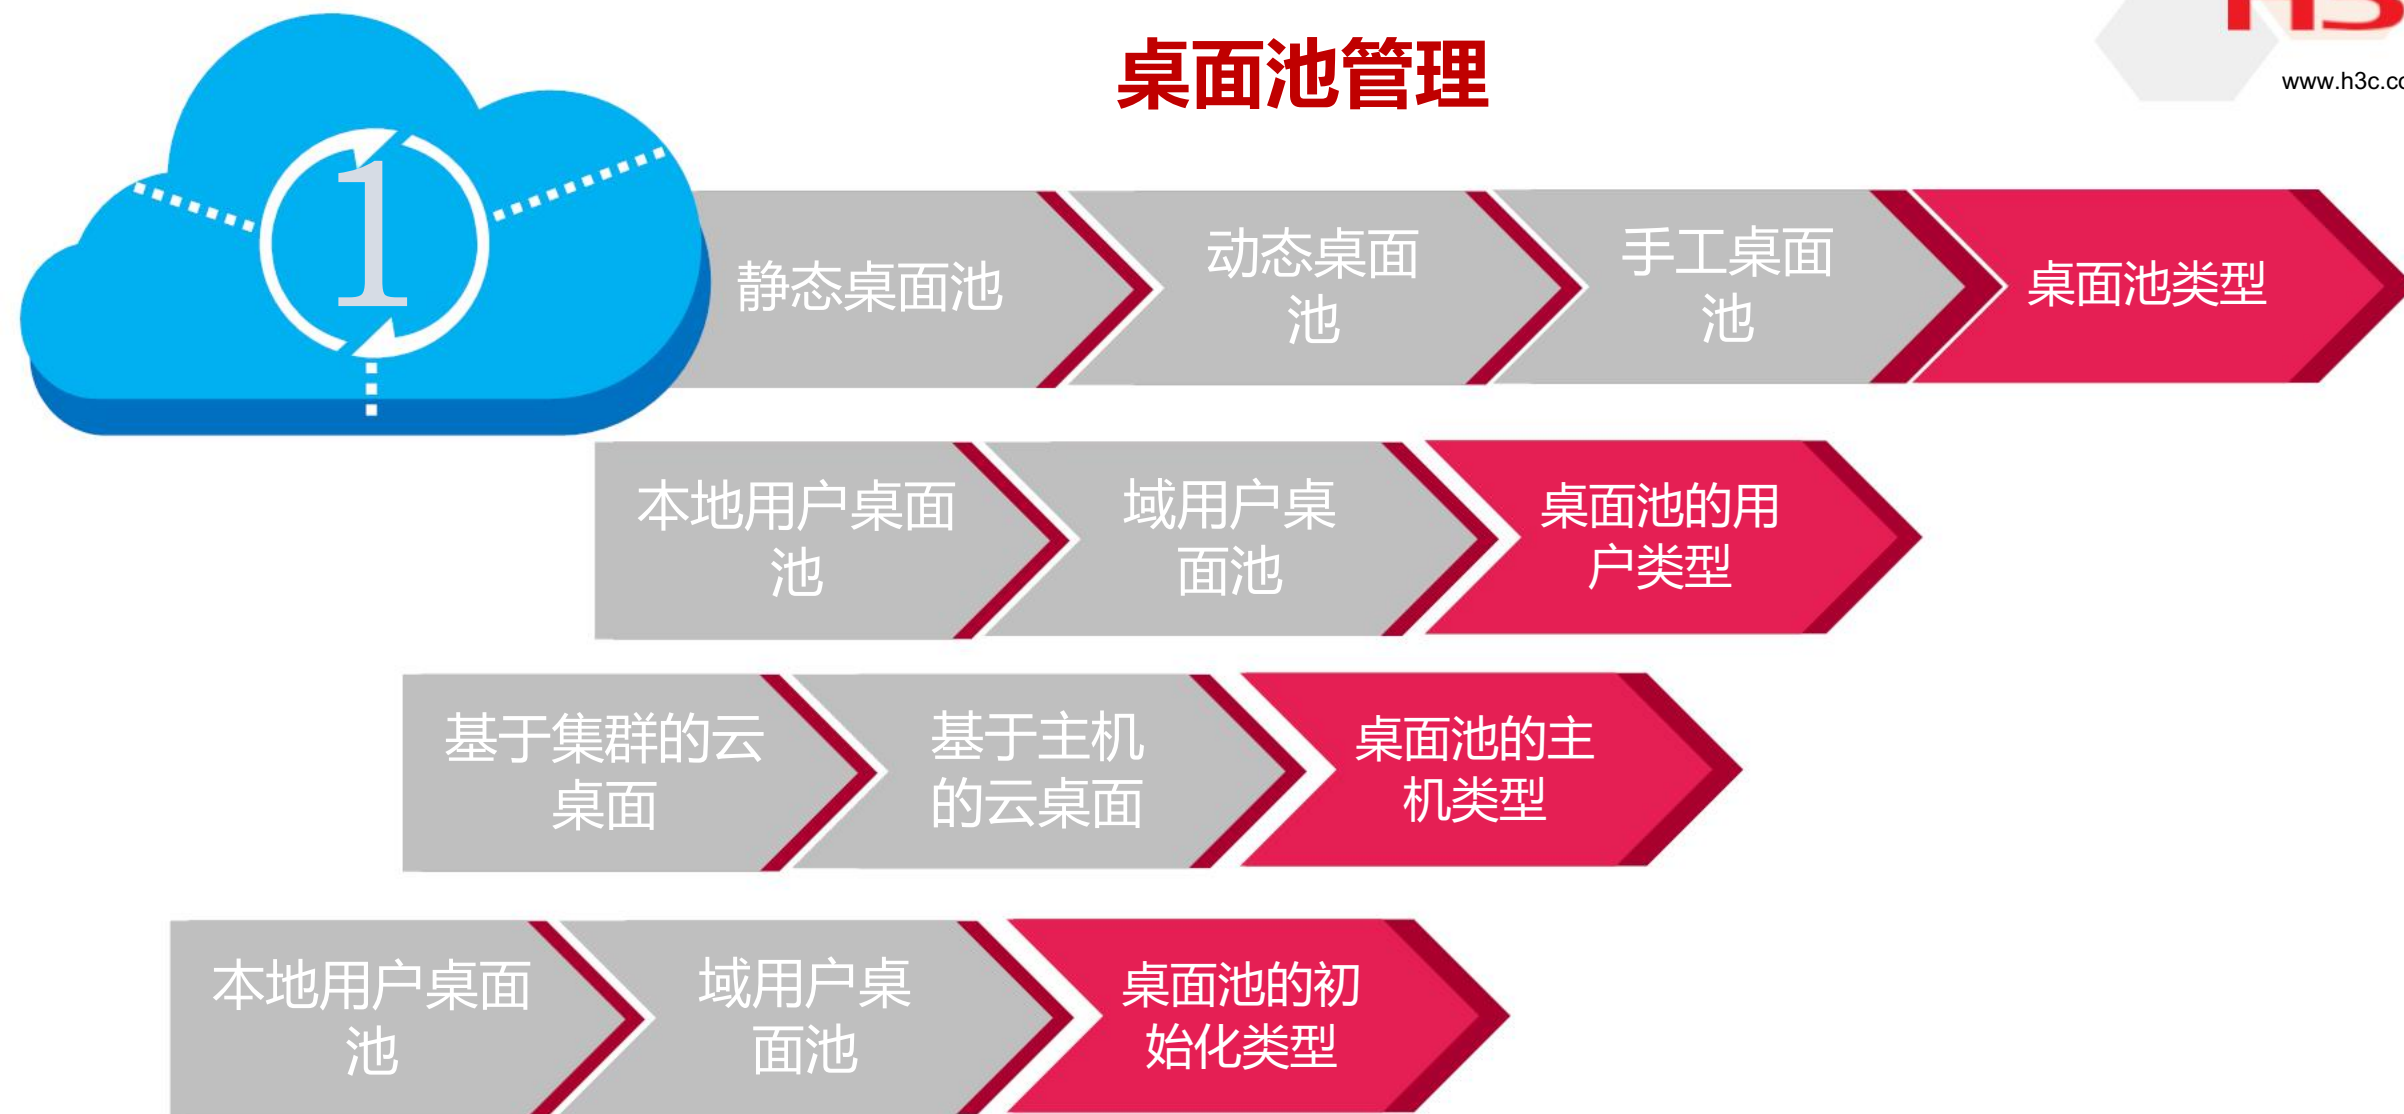 桌面池管理
www.h3c.co
1
静态桌面池
动态桌面
池
手工桌面
池
桌面池类型
本地用户桌面
池
域用户桌
面池
桌面池的用
户类型
基于集群的云
桌面
基于主机
的云桌面
桌面池的主
机类型
本地用户桌面
池
域用户桌
面池
桌面池的初
始化类型